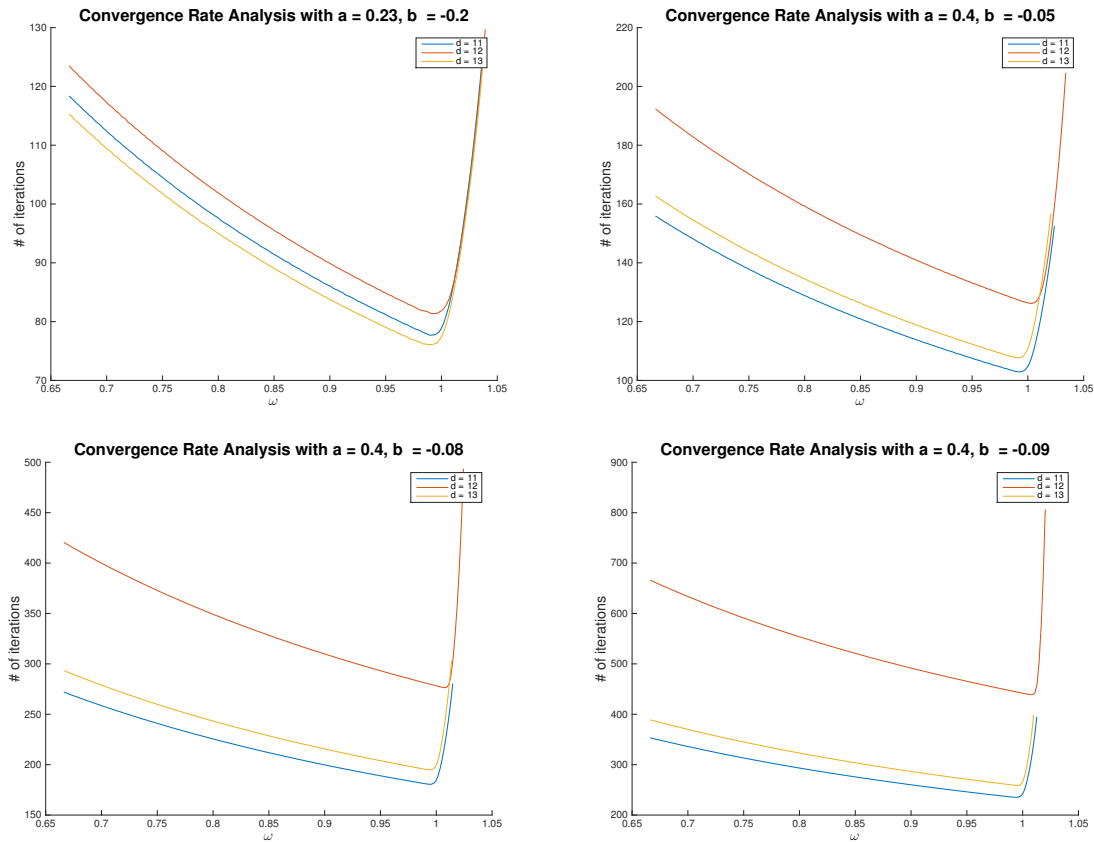 Convergence Rate Analysis with a = 0.23, b = -0.2
130
120
110
100
90
80
70
# of iterations
0.65 0.7 0.75 0.8 0.85 0.9 0.95 1 1.05
ω
d = 11
d = 12
d = 13
Convergence Rate Analysis with a = 0.4, b = -0.05
220
200
180
160
140
120
100
# of iterations
0.65 0.7 0.75 0.8 0.85 0.9 0.95 1 1.05
ω
d = 11
d = 12
d = 13
Convergence Rate Analysis with a = 0.4, b = -0.08
500
450
400
350
300
250
200
150
# of iterations
0.65 0.7 0.75 0.8 0.85 0.9 0.95 1 1.05
ω
d = 11
d = 12
d = 13
Convergence Rate Analysis with a = 0.4, b = -0.09
900
800
700
600
500
400
300
200
# of iterations
0.65 0.7 0.75 0.8 0.85 0.9 0.95 1 1.05
ω
d = 11
d = 12
d = 13